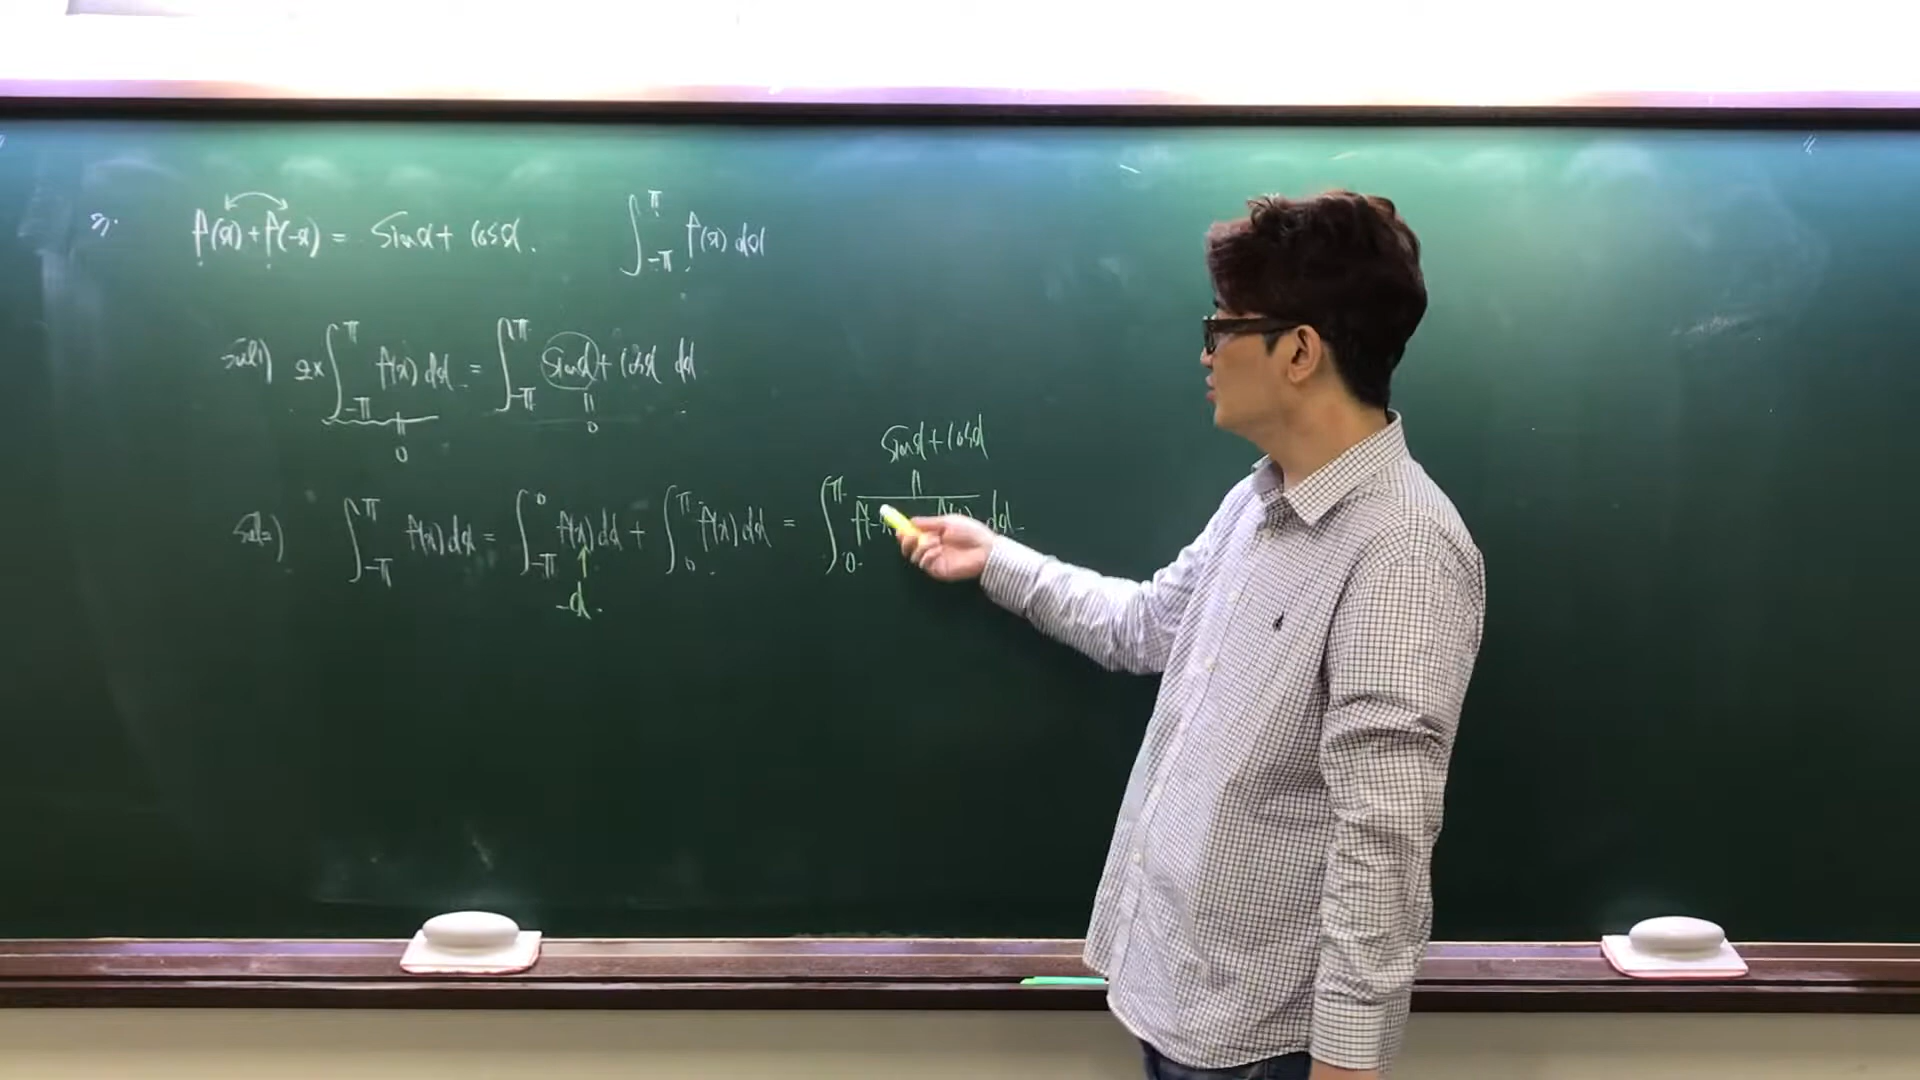 f(x)+f(-x) = sinx + cosx. ∫_{-π}^{π} f(x) dx
sol1) 2× ∫_{-π}^{π} f(x) dx = ∫_{-π}^{π} sinx + cosx dx
0 0
sinx + cosx
sol2) ∫_{-π}^{π} f(x) dx = ∫_{-π}^{0} f(x) dx + ∫_{0}^{π} f(x) dx = ∫_{0}^{π} f(-x f(x) dx
-x.